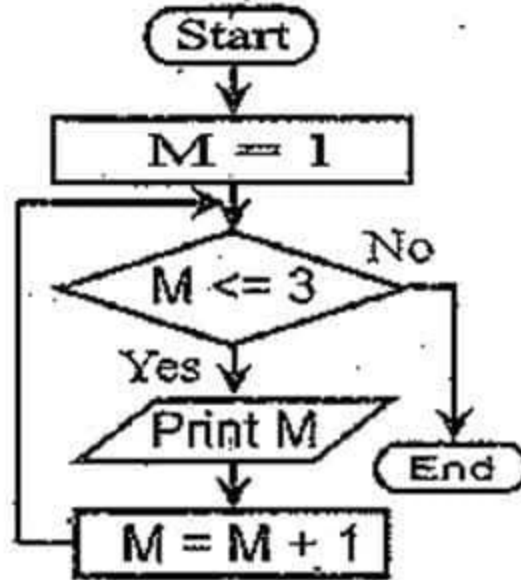 Start
M = 1
No
M <= 3
Yes
Print M
End
M = M + 1